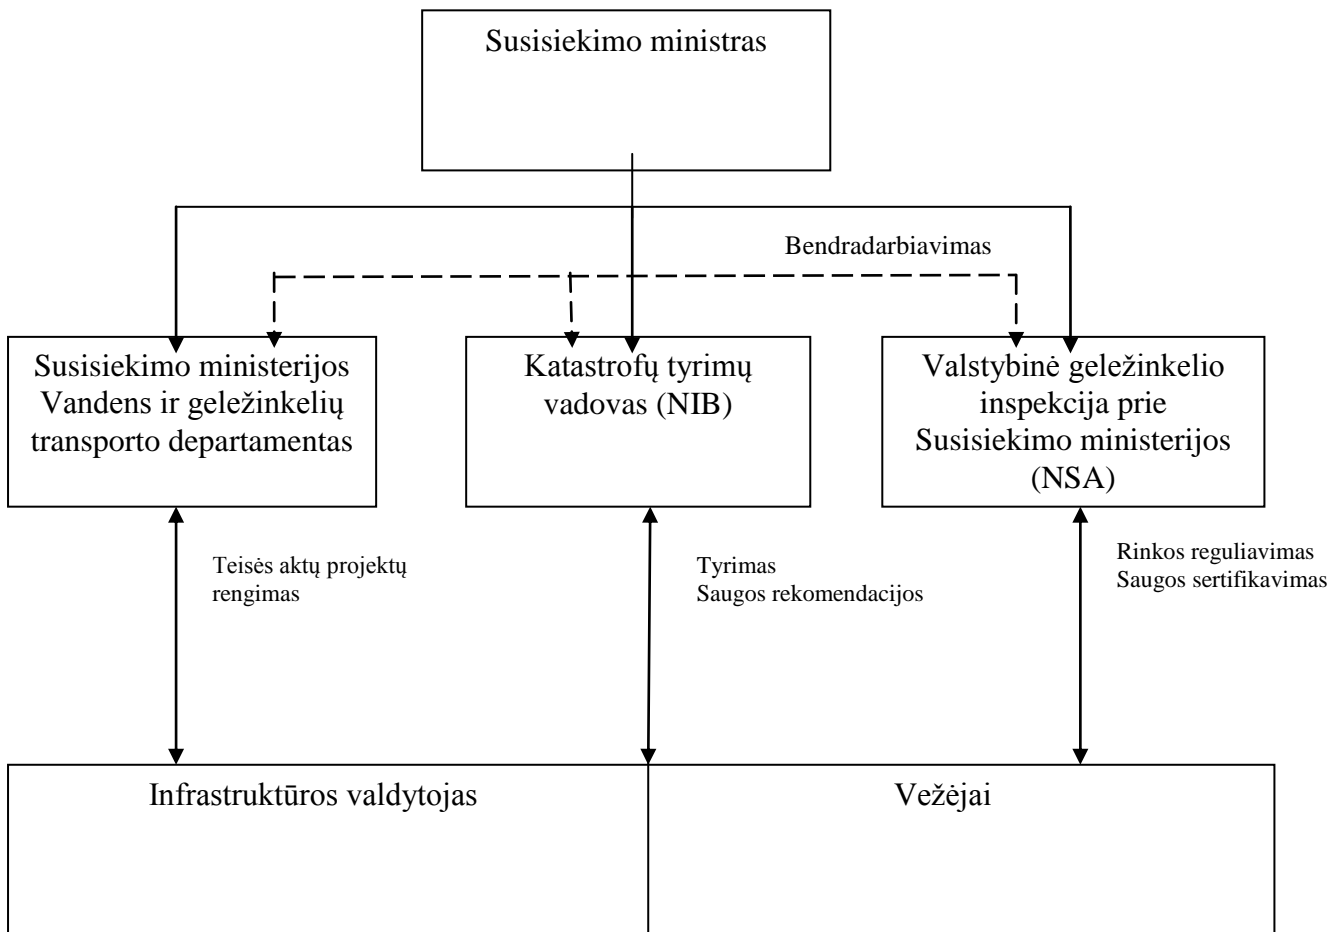 Susisiekimo ministras
Bendradarbiavimas
Susisiekimo ministerijos
Vandens ir geležinkelių
transporto departamentas
Katastrofų tyrimų
vadovas (NIB)
Valstybinė geležinkelio
inspekcija prie
Susisiekimo ministerijos
(NSA)
Teisės aktų projektų
rengimas
Tyrimas
Saugos rekomendacijos
Rinkos reguliavimas
Saugos sertifikavimas
Infrastruktūros valdytojas
Vežėjai